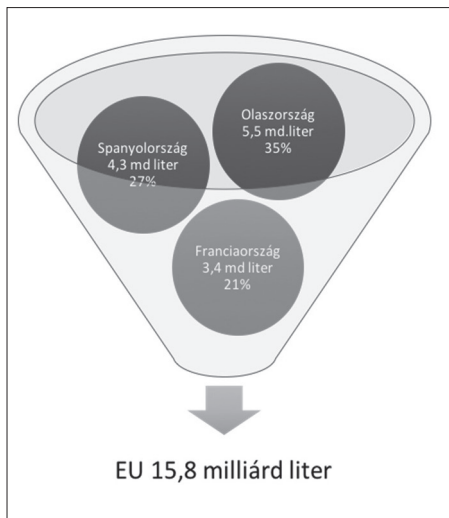 Olaszország
5,5 md.liter
35%
Spanyolország
4,3 md liter
27%
Franciaország
3,4 md liter
21%
EU 15,8 milliárd liter